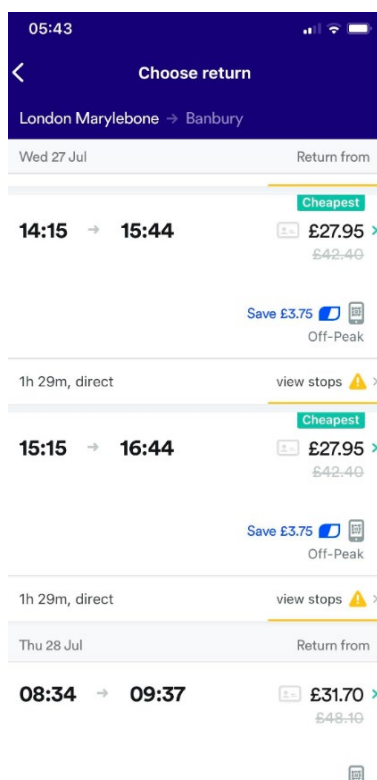 05:43
Choose return
London Marylebone → Banbury
Wed 27 Jul Return from
Cheapest
14:15 → 15:44 £27.95
£42.40
Save £3.75
Off-Peak
1h 29m, direct view stops
Cheapest
15:15 → 16:44 £27.95
£42.40
Save £3.75
Off-Peak
1h 29m, direct view stops
Thu 28 Jul Return from
08:34 → 09:37 £31.70
£48.10